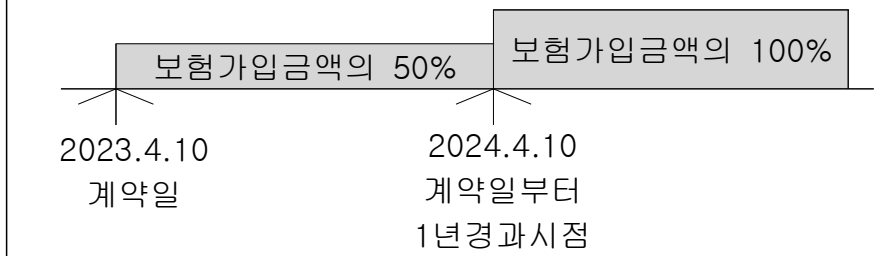 보험가입금액의 50%
보험가입금액의 100%
2023.4.10
계약일
2024.4.10
계약일부터
1년경과시점